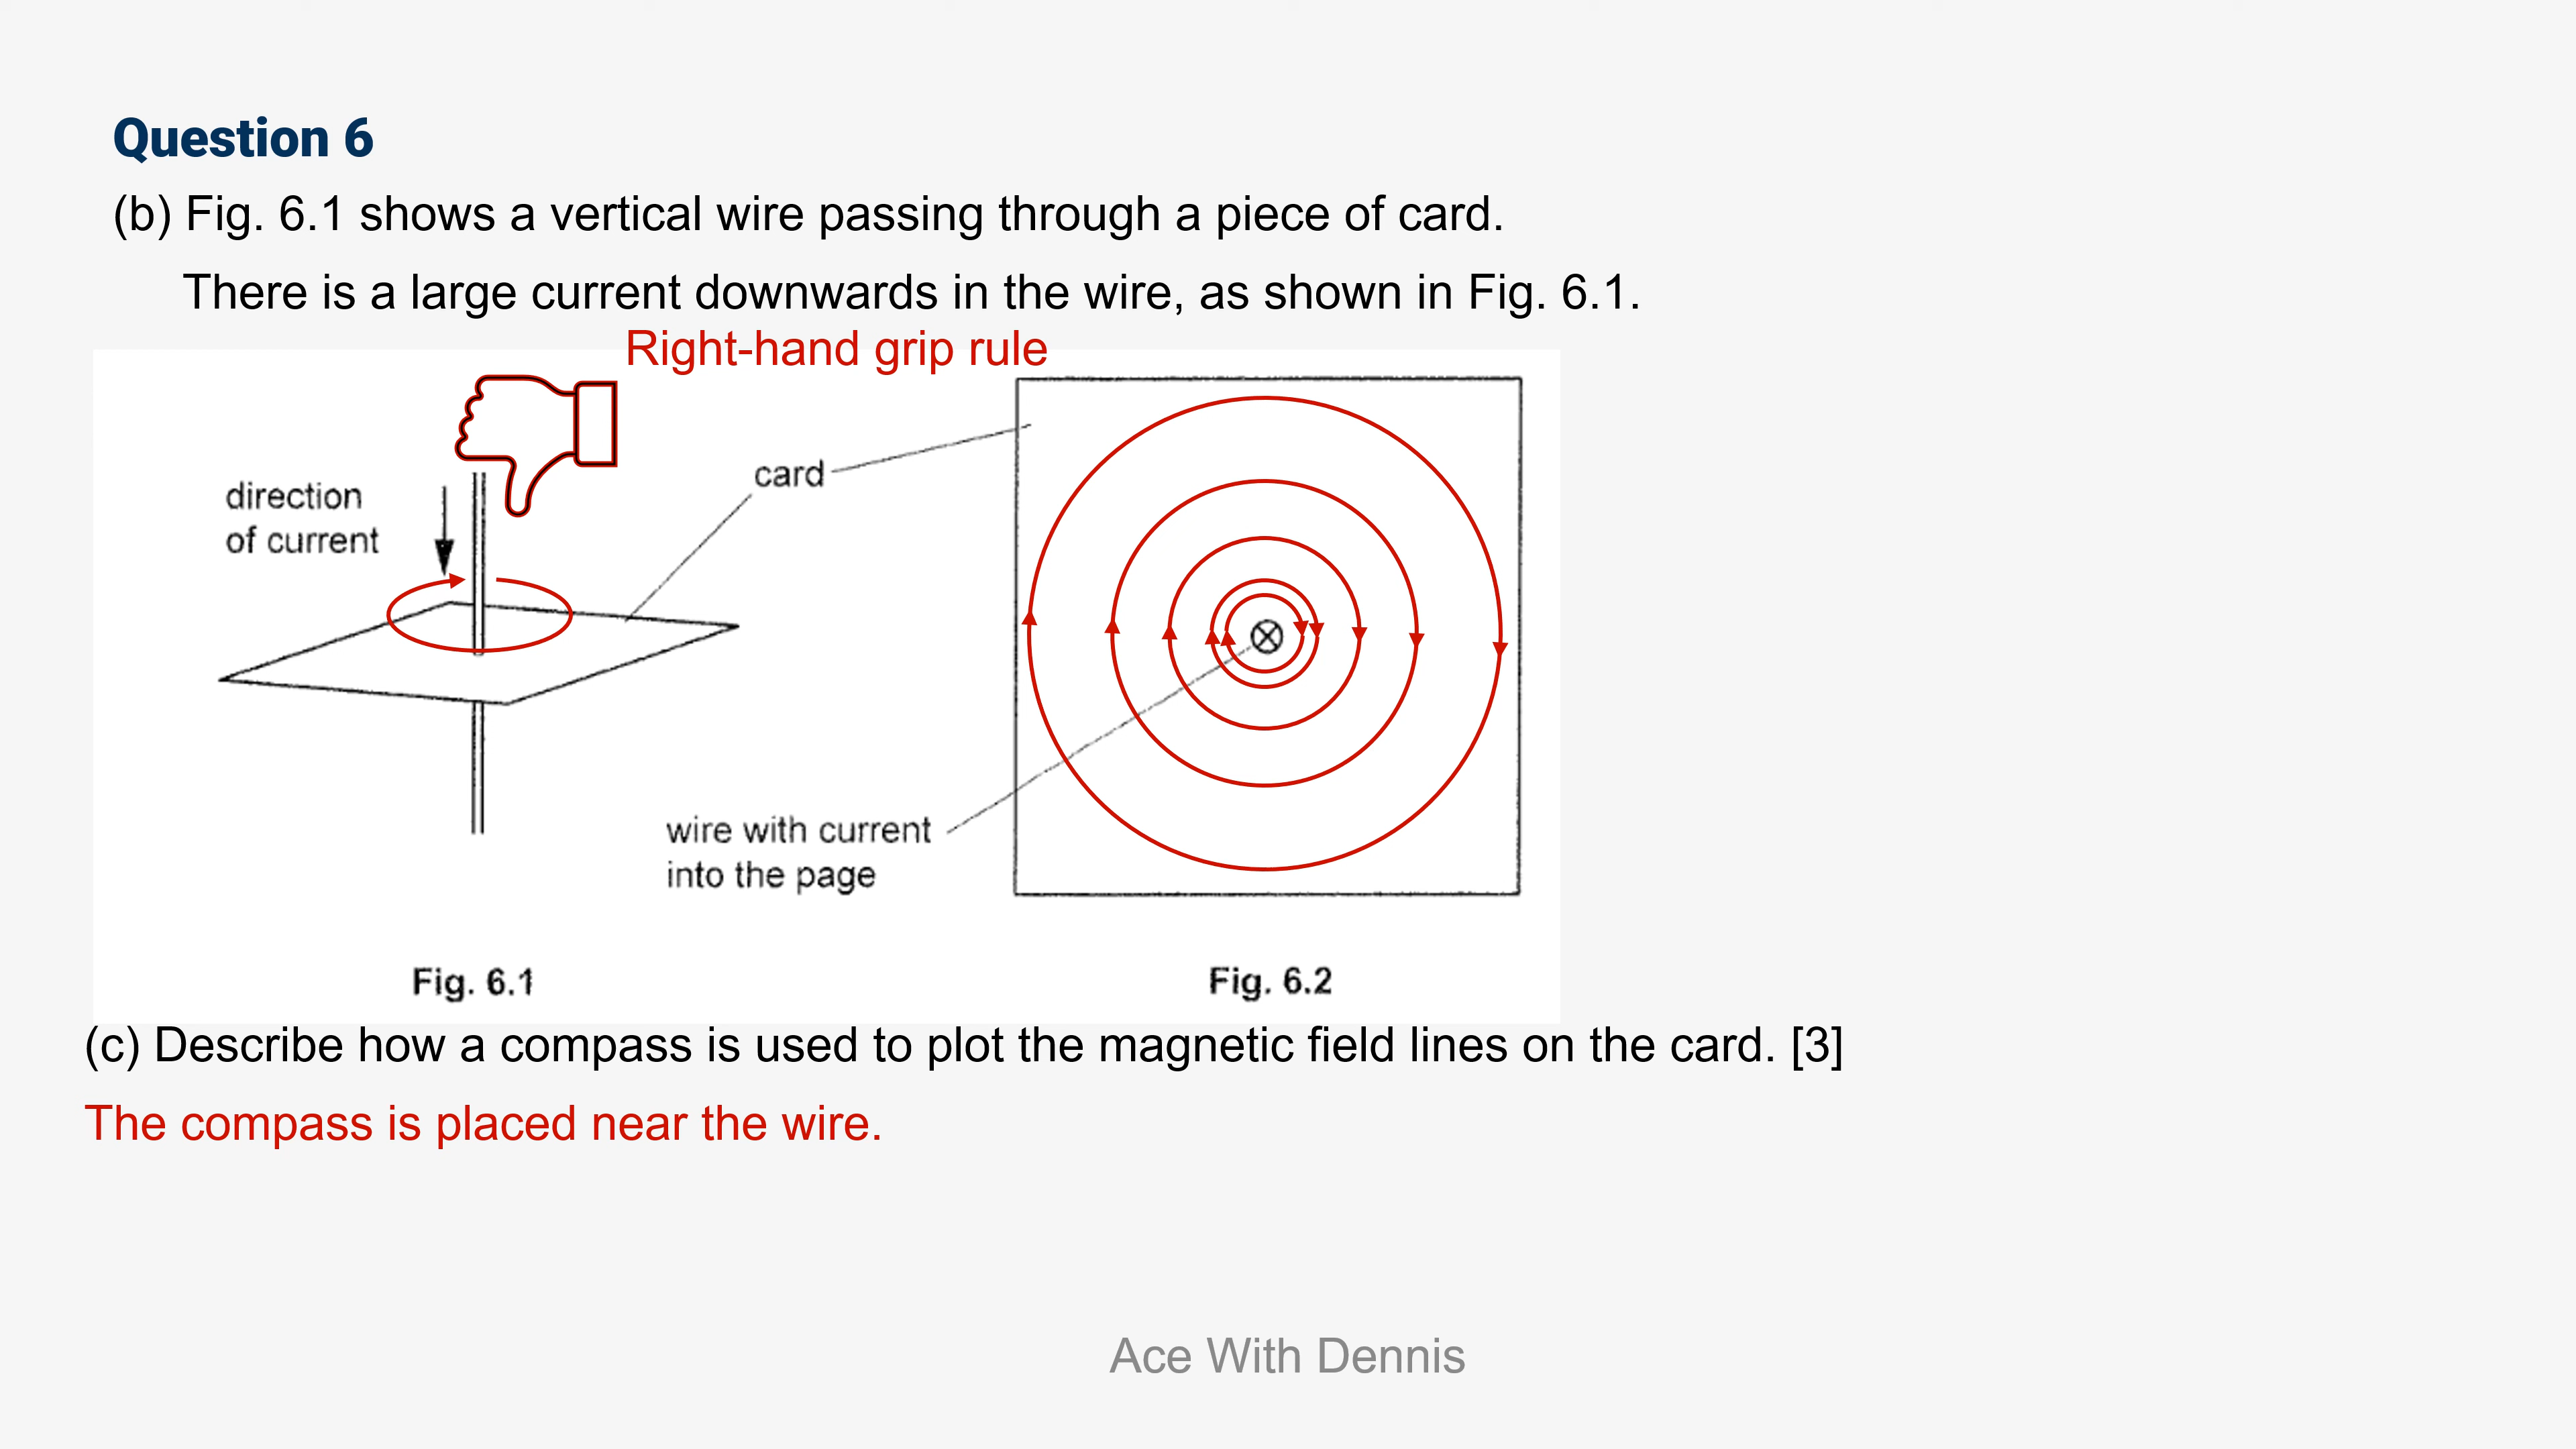 Question 6
(b) Fig. 6.1 shows a vertical wire passing through a piece of card.
There is a large current downwards in the wire, as shown in Fig. 6.1.
Right-hand grip rule
card
direction
of current
wire with current
into the page
Fig. 6.1
Fig. 6.2
(c) Describe how a compass is used to plot the magnetic field lines on the card. [3]
The compass is placed near the wire.
Ace With Dennis